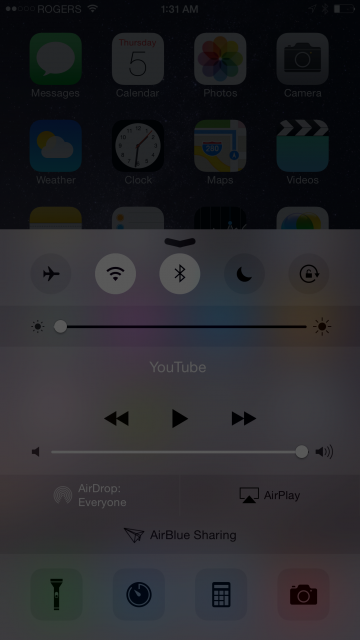 ROGERS 1:31 AM
Thursday
5
Messages Calendar Photos Camera
280
Weather Clock Maps Videos
YouTube
AirDrop: Everyone
AirPlay
AirBlue Sharing